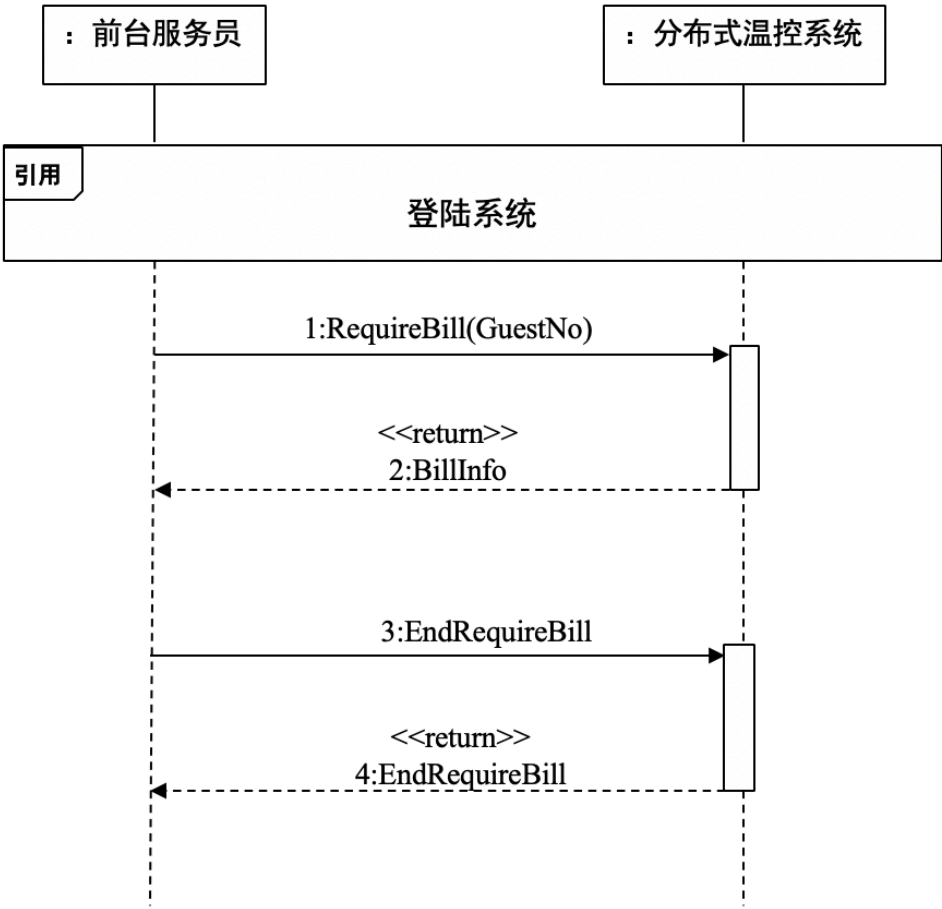 ：前台服务员
：分布式温控系统
引用
登陆系统
1:RequireBill(GuestNo)
<<return>>
2:BillInfo
3:EndRequireBill
<<return>>
4:EndRequireBill